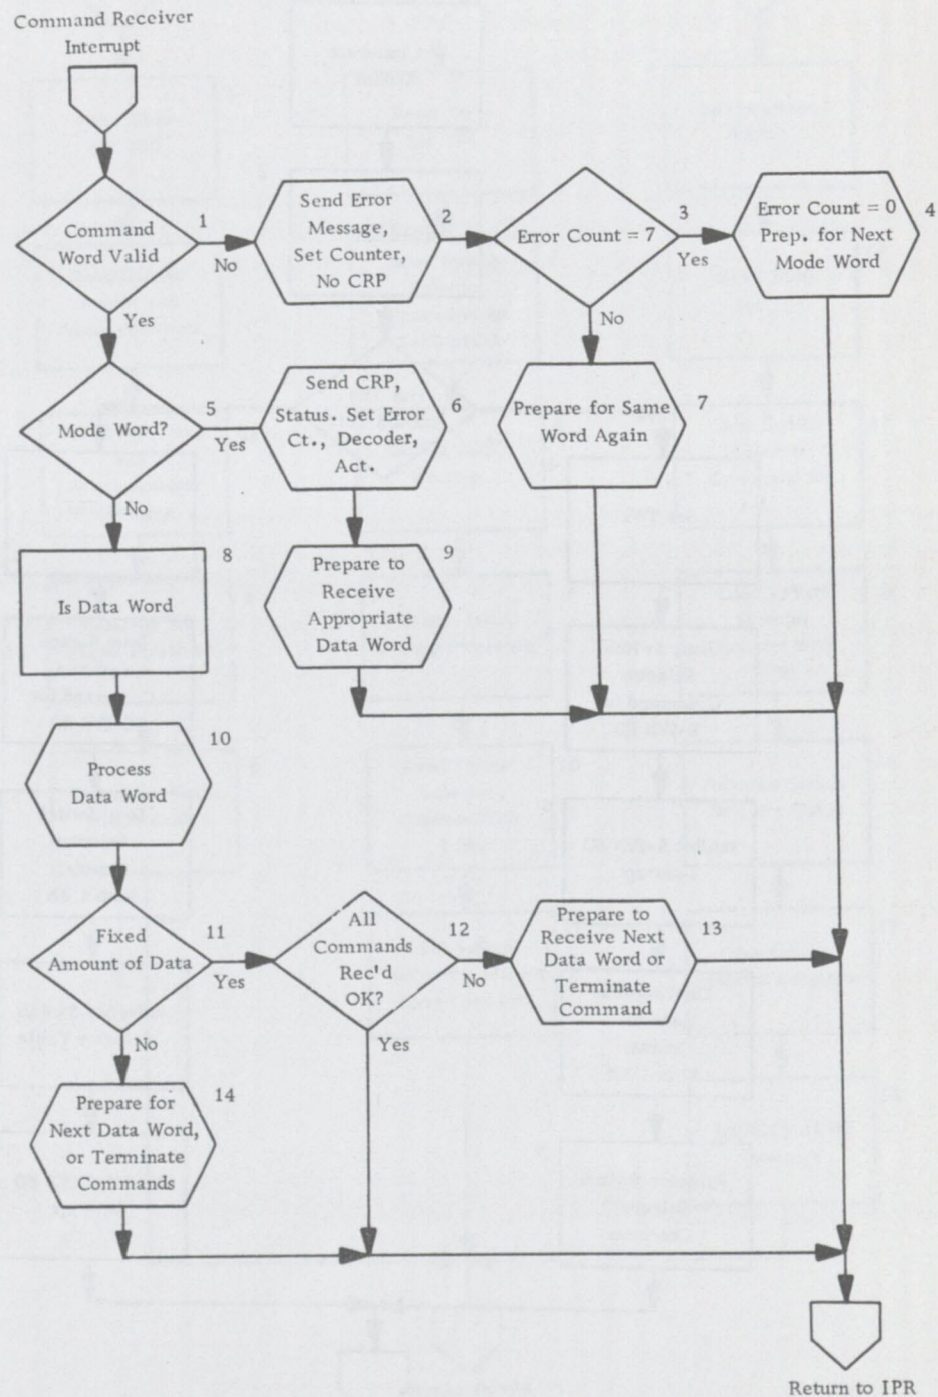 Command Receiver
Interrupt
Command
Word Valid
1
No
Yes
Send Error
Message,
Set Counter,
No CRP
2
Error Count = 7
3
Yes
No
Error Count = 0
Prep. for Next
Mode Word
4
Mode Word?
5
Yes
No
Send CRP,
Status. Set Error
Ct., Decoder,
Act.
6
Prepare for Same
Word Again
7
Is Data Word
8
Prepare to
Receive
Appropriate
Data Word
9
Process
Data Word
10
Fixed
Amount of Data
11
Yes
No
All
Commands
Rec'd
OK?
12
No
Yes
Prepare to
Receive Next
Data Word or
Terminate
Command
13
Prepare for
Next Data Word,
or Terminate
Commands
14
Return to IPR